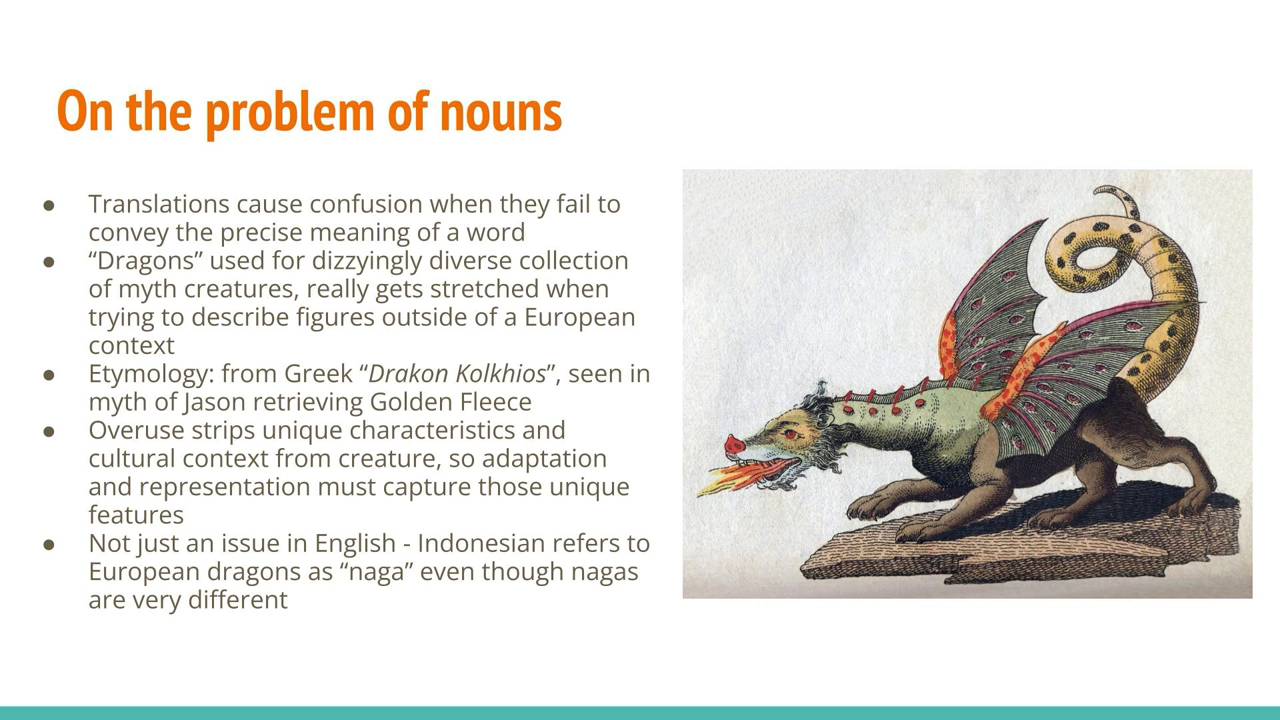 On the problem of nouns
● Translations cause confusion when they fail to
convey the precise meaning of a word
● “Dragons” used for dizzyingly diverse collection
of myth creatures, really gets stretched when
trying to describe figures outside of a European
context
● Etymology: from Greek “Drakon Kolkhios”, seen in
myth of Jason retrieving Golden Fleece
● Overuse strips unique characteristics and
cultural context from creature, so adaptation
and representation must capture those unique
features
● Not just an issue in English - Indonesian refers to
European dragons as “naga” even though nagas
are very different